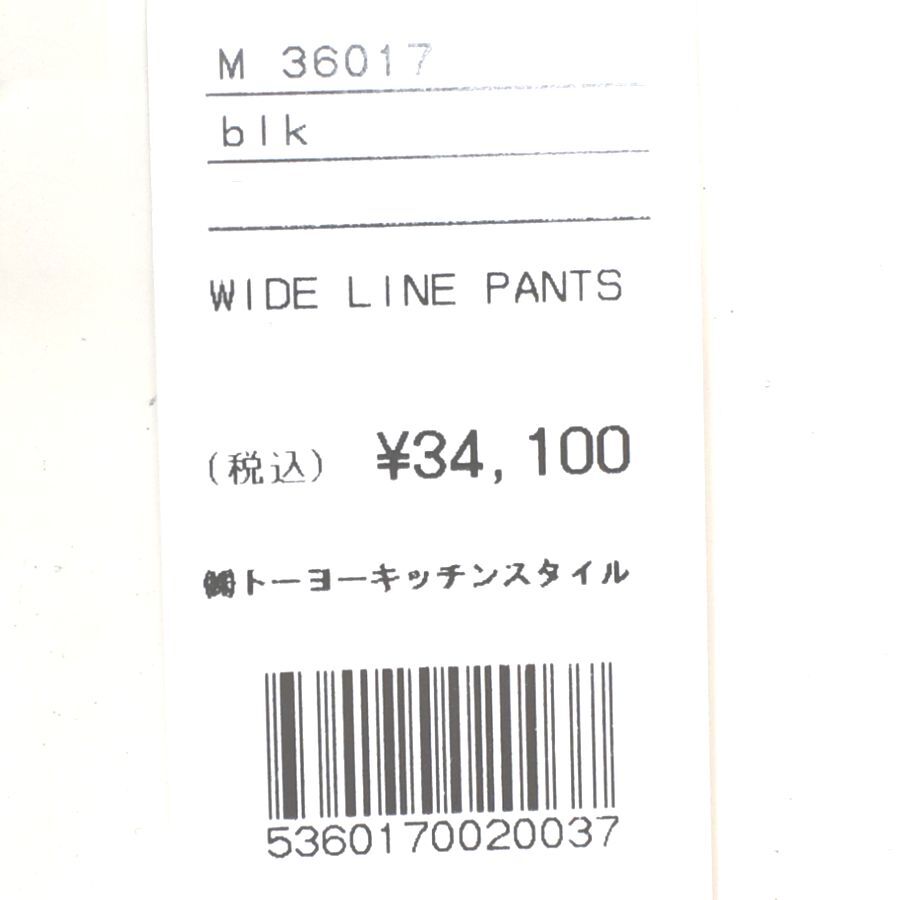 M 36017
blk
WIDE LINE PANTS
(税込) ¥34,100
㈱トーヨーキッチンスタイル
5360170020037